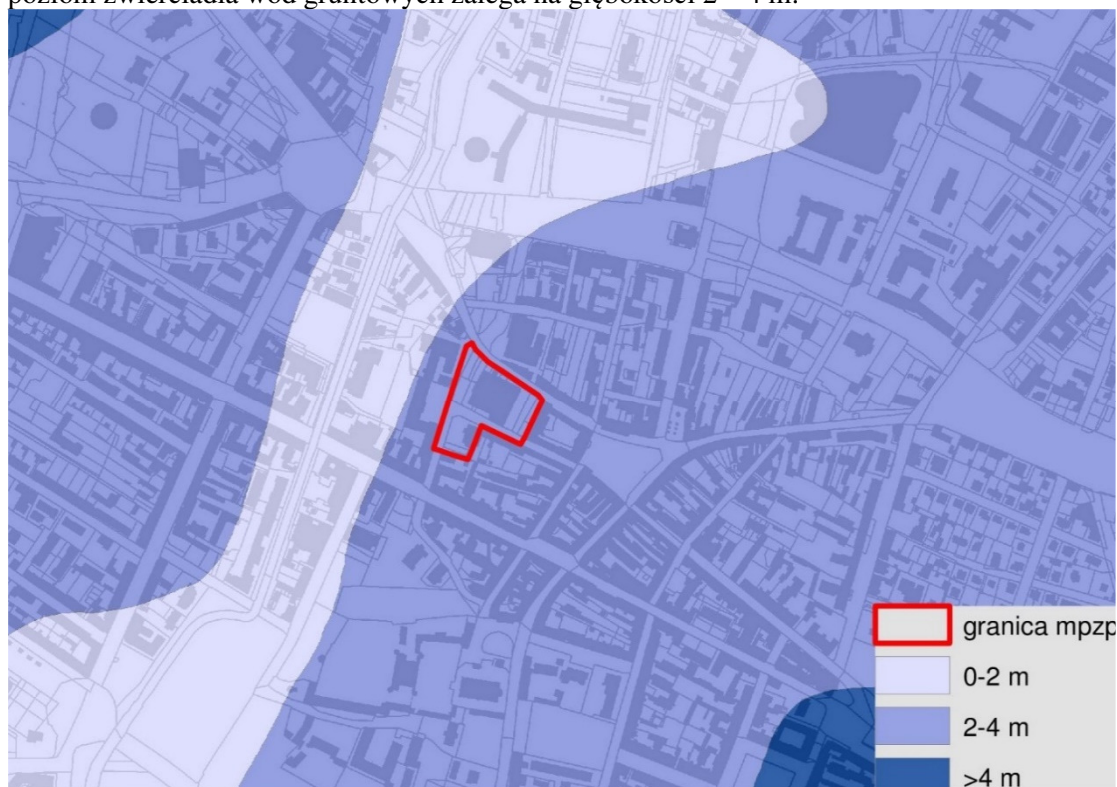 poziom zwierciadła wód gruntowych zalega na głębokości 2 – 4 m.
granica mpzp
0-2 m
2-4 m
>4 m